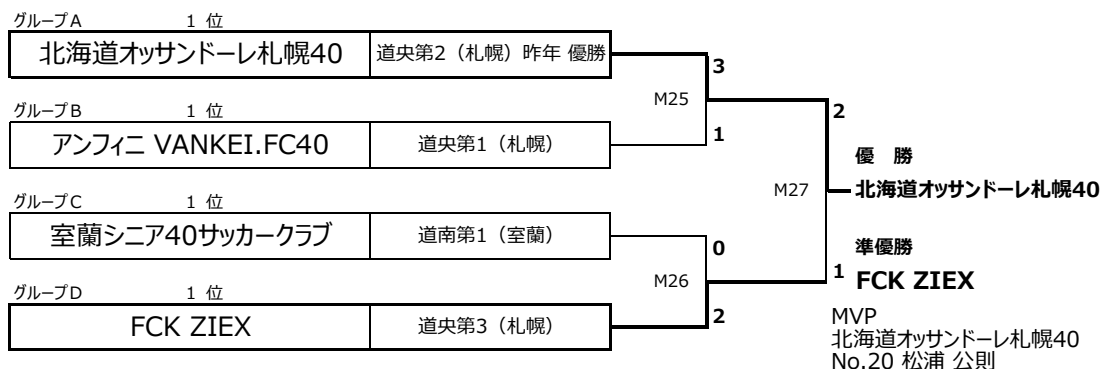 グループA 1 位
北海道オッサンドーレ札幌40 道央第2（札幌）昨年 優勝
3
M25
グループB 1 位
1
アンフィニ VANKEI.FC40 道央第1（札幌）
2
優 勝
M27
北海道オッサンドーレ札幌40
グループC 1 位
室蘭シニア40サッカークラブ 道南第1（室蘭）
0
準優勝
M26
1 FCK ZIEX
グループD 1 位
FCK ZIEX 道央第3（札幌）
2
MVP
北海道オッサンドーレ札幌40
No.20 松浦 公則